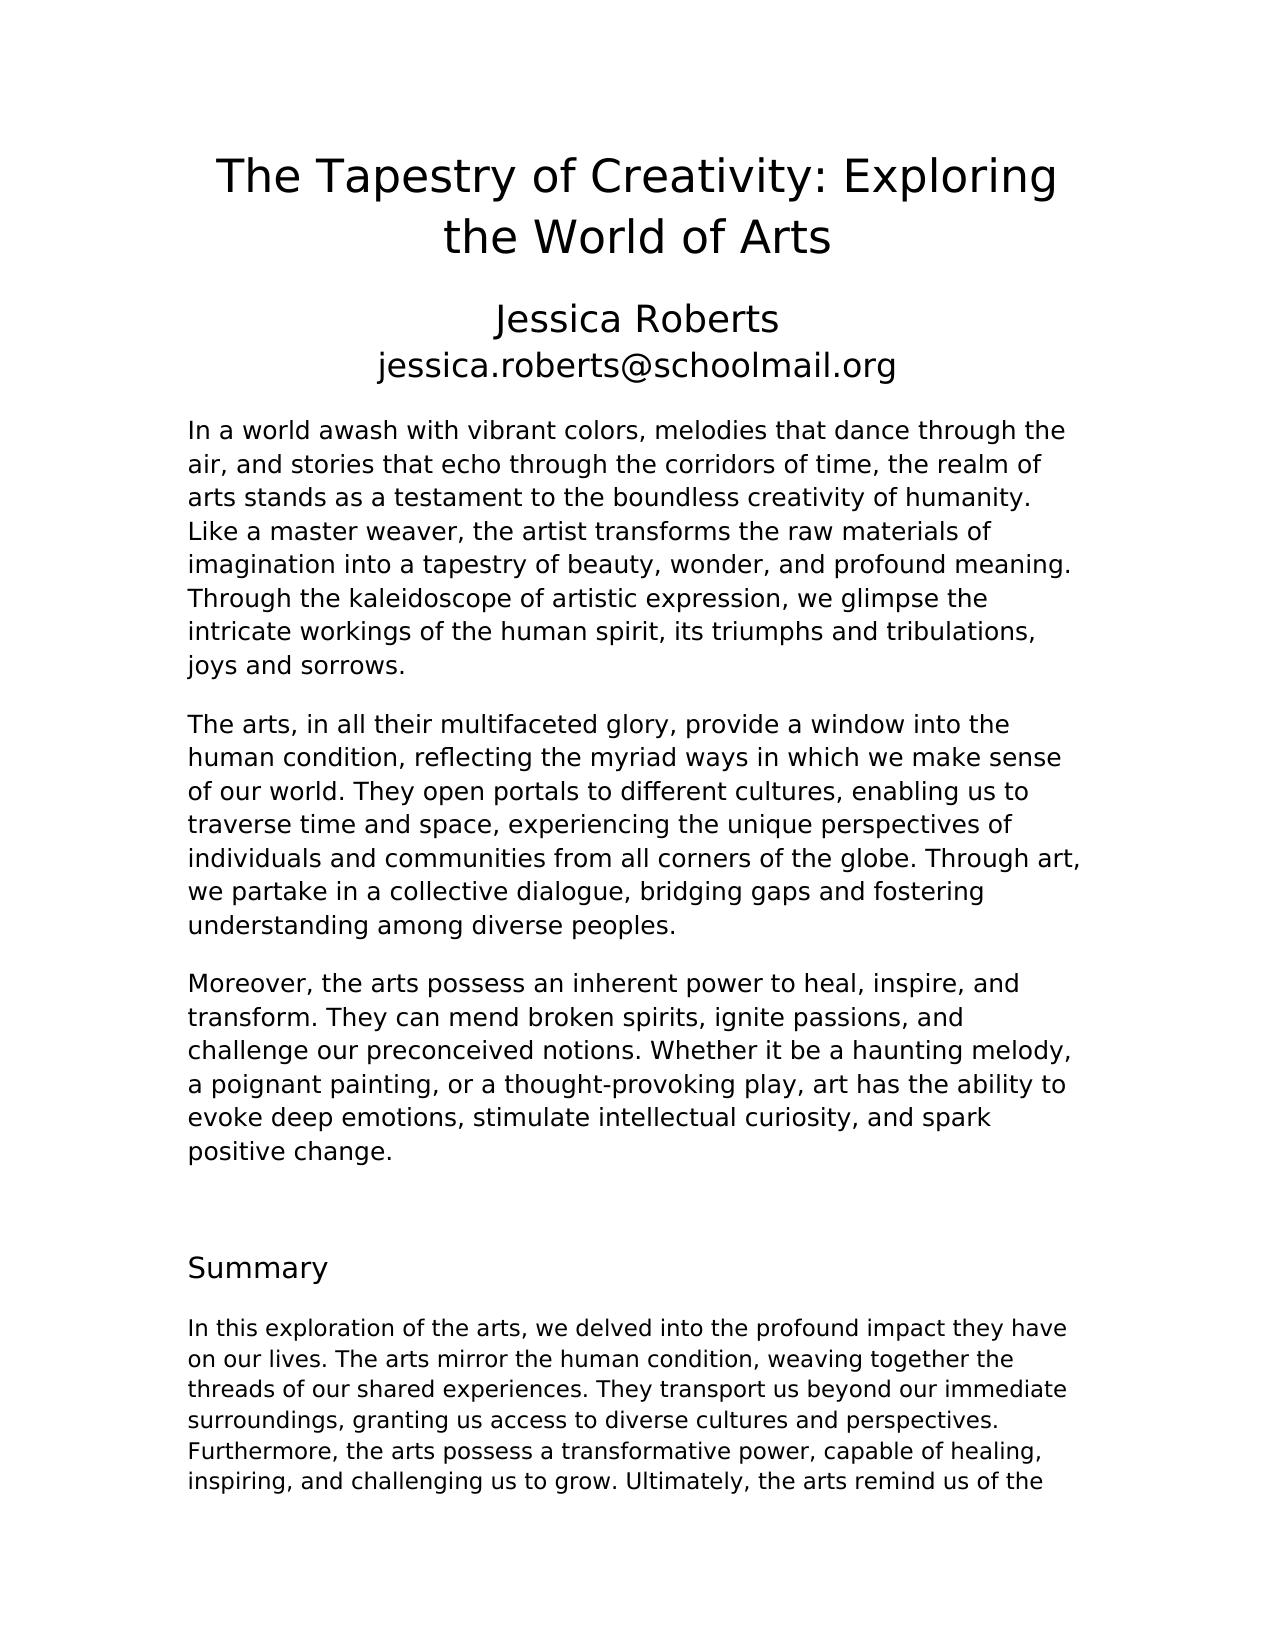 The Tapestry of Creativity: Exploring
the World of Arts
Jessica Roberts
jessica.roberts@schoolmail.org
In a world awash with vibrant colors, melodies that dance through the
air, and stories that echo through the corridors of time, the realm of
arts stands as a testament to the boundless creativity of humanity.
Like a master weaver, the artist transforms the raw materials of
imagination into a tapestry of beauty, wonder, and profound meaning.
Through the kaleidoscope of artistic expression, we glimpse the
intricate workings of the human spirit, its triumphs and tribulations,
joys and sorrows.
The arts, in all their multifaceted glory, provide a window into the
human condition, reflecting the myriad ways in which we make sense
of our world. They open portals to different cultures, enabling us to
traverse time and space, experiencing the unique perspectives of
individuals and communities from all corners of the globe. Through art,
we partake in a collective dialogue, bridging gaps and fostering
understanding among diverse peoples.
Moreover, the arts possess an inherent power to heal, inspire, and
transform. They can mend broken spirits, ignite passions, and
challenge our preconceived notions. Whether it be a haunting melody,
a poignant painting, or a thought-provoking play, art has the ability to
evoke deep emotions, stimulate intellectual curiosity, and spark
positive change.
Summary
In this exploration of the arts, we delved into the profound impact they have
on our lives. The arts mirror the human condition, weaving together the
threads of our shared experiences. They transport us beyond our immediate
surroundings, granting us access to diverse cultures and perspectives.
Furthermore, the arts possess a transformative power, capable of healing,
inspiring, and challenging us to grow. Ultimately, the arts remind us of the